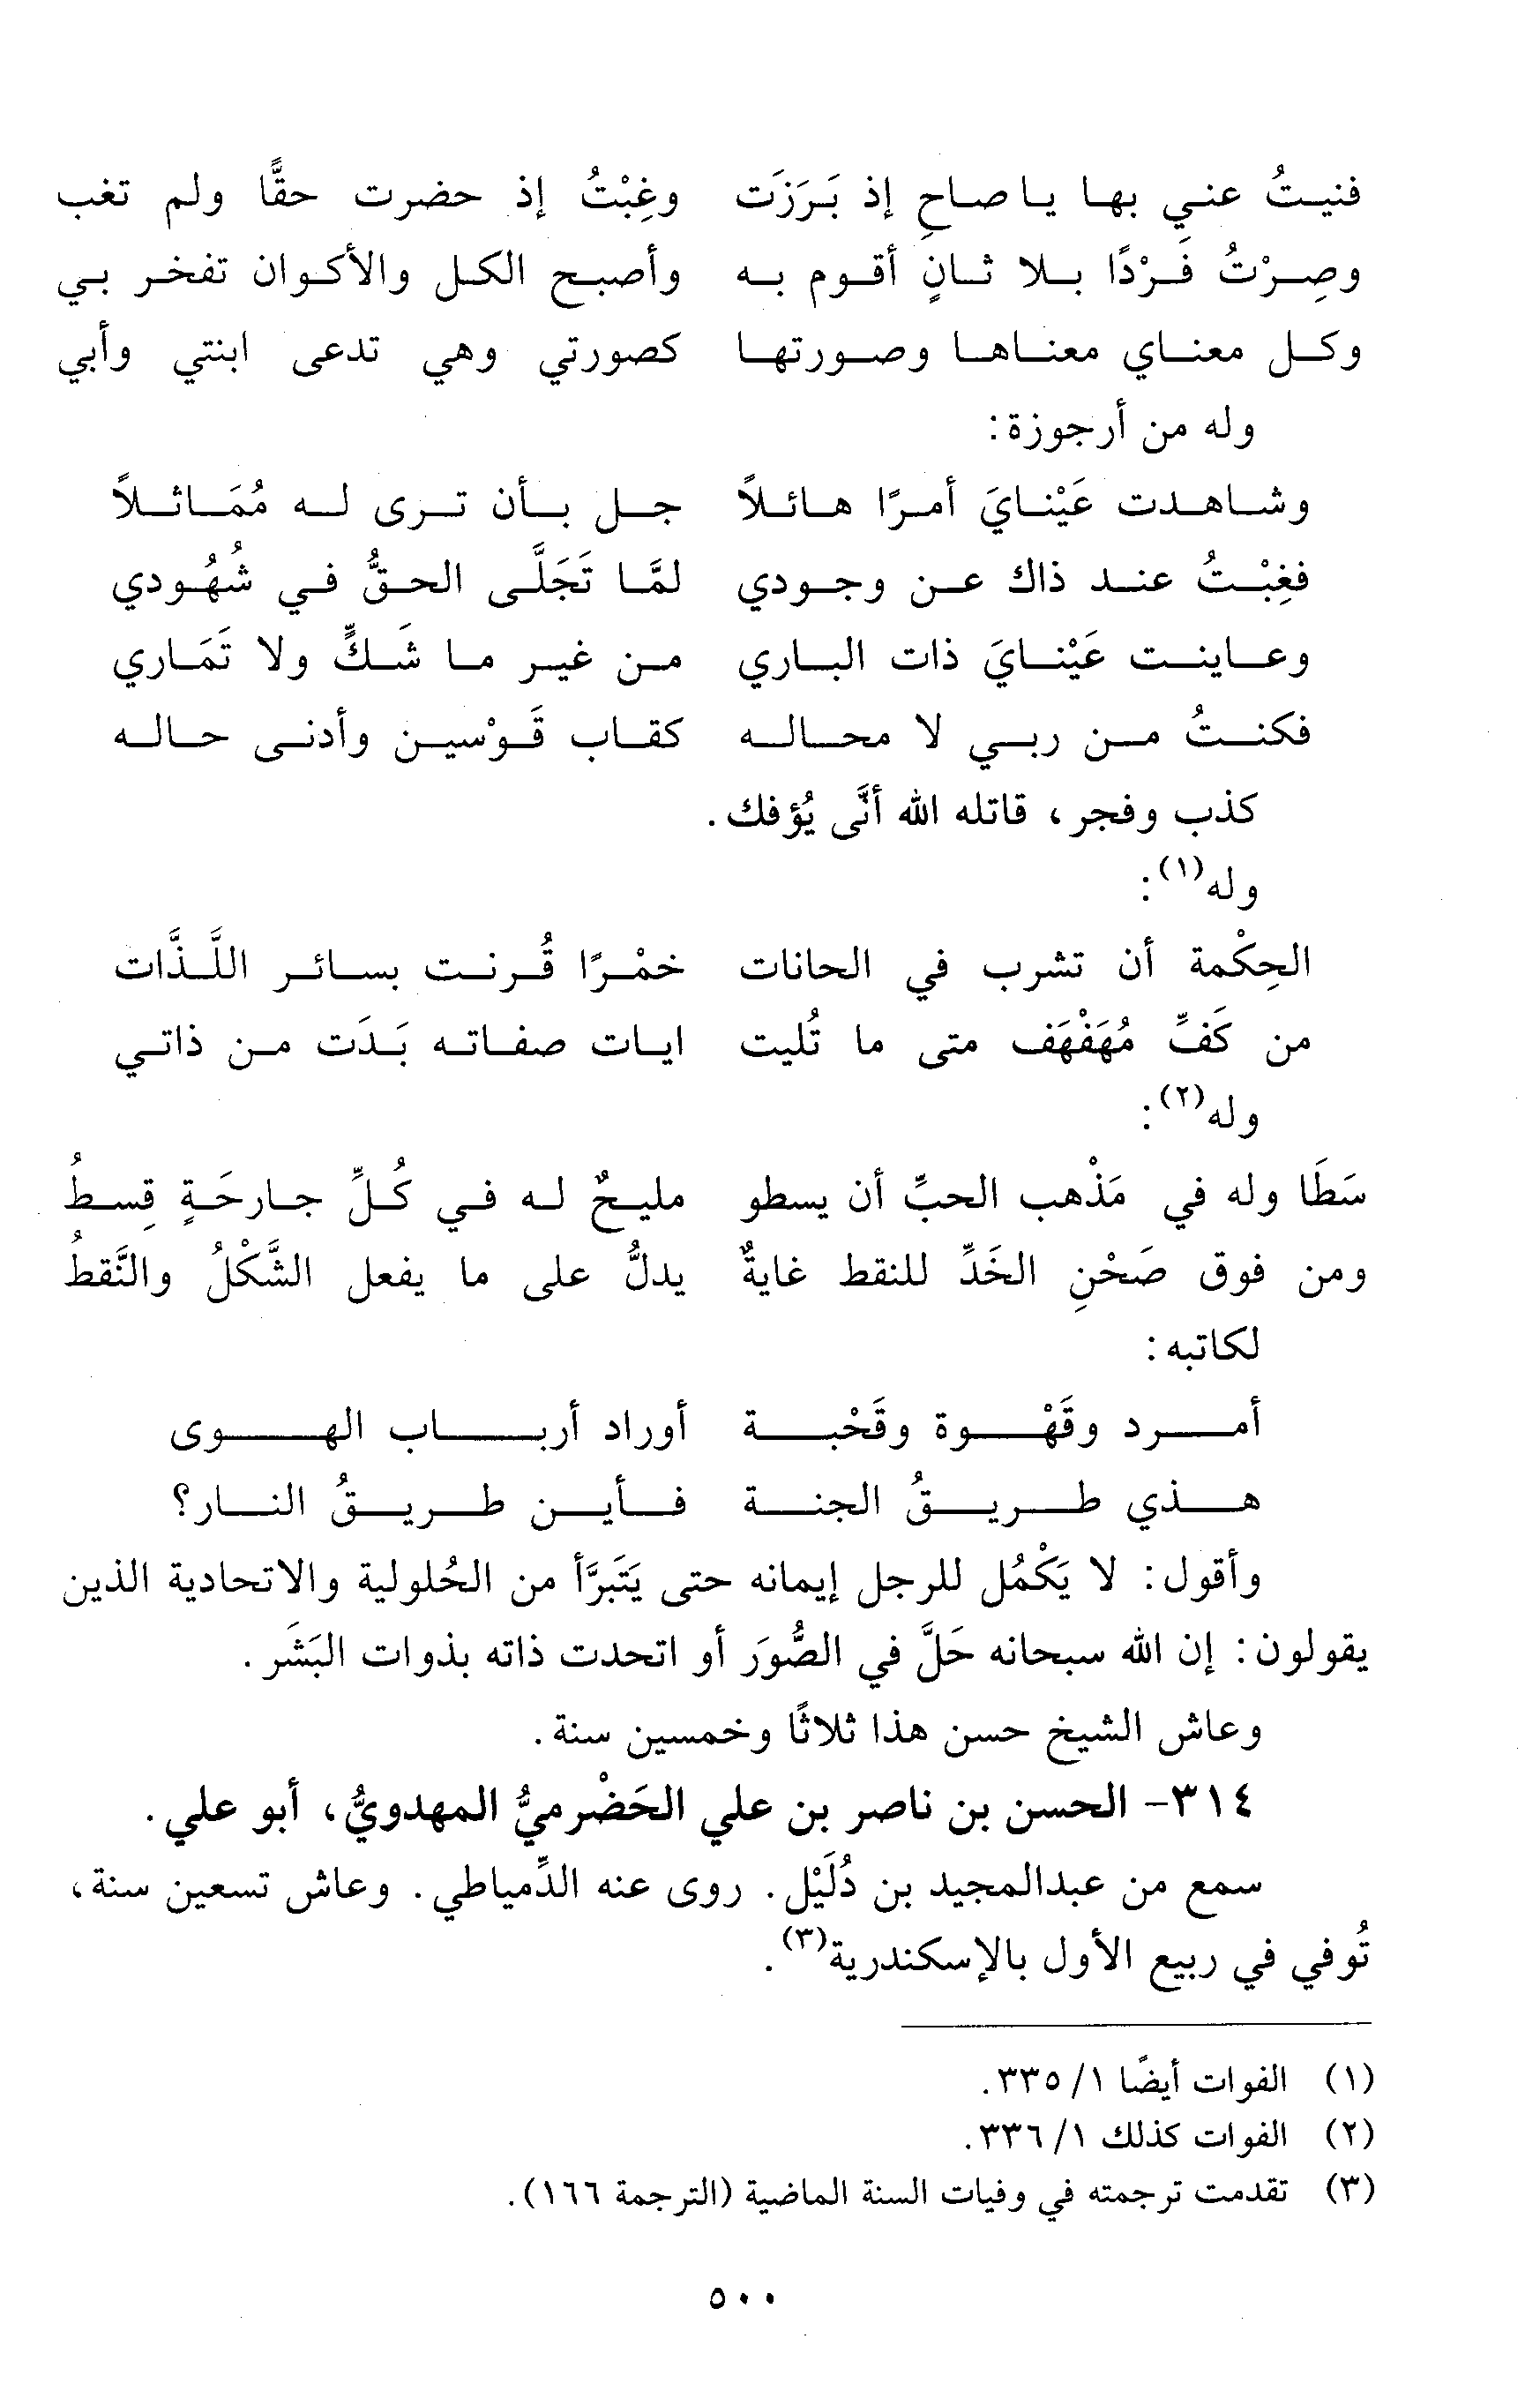 فنيتُ عني بها يا صاحِ إذ بَرَزَت وغِبْتُ إذ حضرت حقًّا ولم تغب
وصِرْتُ فَرْدًا بلا ثانٍ أقوم به وأصبح الكل والأكوان تفخر بي
وكل معناي معناها وصورتها كصورتي وهي تدعى ابنتي وأبي
وله من أرجوزة:
وشاهدت عَيْنايَ أمرًا هائلاً جل بأن ترى له مُمَاثلاً
فغِبْتُ عند ذاك عن وجودي لمَّا تَجَلَّى الحقُّ في شُهُودي
وعاينت عَيْنايَ ذات الباري من غير ما شَكٍّ ولا تَمَاري
فكنتُ من ربي لا محاله كقاب قَوْسين وأدنى حاله
كذب وفجر، قاتله الله أنَّى يُؤفك.
وله(١):
الحِكْمة أن تشرب في الحانات خمْرًا قُرنت بسائر اللَّذَّات
من كَفِّ مُهَفْهَف متى ما تُليت ايات صفاته بَدَت من ذاتي
وله(٢):
سَطَا وله في مَذْهب الحبِّ أن يسطو مليحٌ له في كُلِّ جارحَةٍ قِسطُ
ومن فوق صَحْنِ الخَدِّ للنقط غايةٌ يدلُّ على ما يفعل الشَّكْلُ والنَّقطُ
لكاتبه:
أمرد وقَهْوة وقَحْبة أوراد أرباب الهوى
هذي طريقُ الجنة فأين طريقُ النار؟
وأقول: لا يَكْمُل للرجل إيمانه حتى يَتَبرَّأ من الحُلولية والاتحادية الذين
يقولون: إن الله سبحانه حَلَّ في الصُّوَر أو اتحدت ذاته بذوات البَشَر.
وعاش الشيخ حسن هذا ثلاثًا وخمسين سنة.
٣١٤- الحسن بن ناصر بن علي الحَضْرميُّ المهدويُّ، أبو علي.
سمع من عبدالمجيد بن دُلَيْل. روى عنه الدِّمياطي. وعاش تسعين سنة،
تُوفي في ربيع الأول بالإسكندرية(٣).
(١) الفوات أيضًا ١/ ٣٣٥.
(٢) الفوات كذلك ١/ ٣٣٦.
(٣) تقدمت ترجمته في وفيات السنة الماضية (الترجمة ١٦٦).
٥٠٠